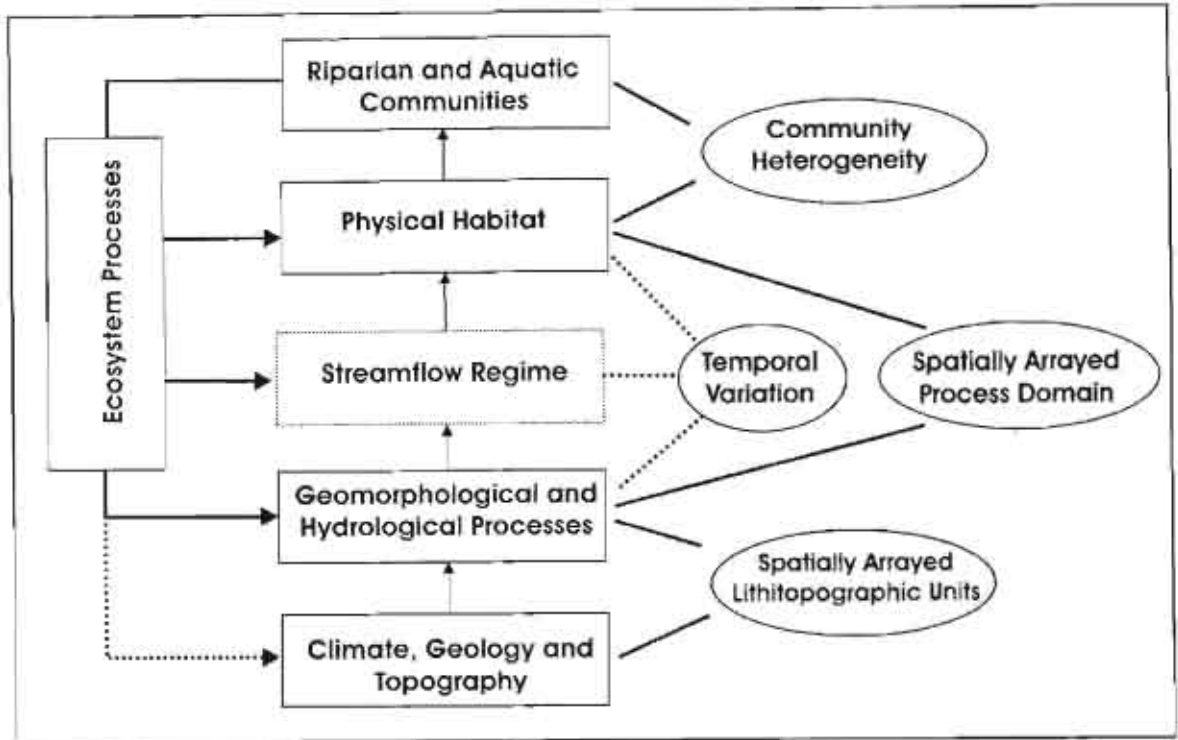 Riparian and Aquatic
Communities
Community
Heterogeneity
Ecosystem Processes
Physical Habitat
Streamflow Regime
Temporal
Variation
Spatially Arrayed
Process Domain
Geomorphological and
Hydrological Processes
Spatially Arrayed
Lithitopographic Units
Climate, Geology and
Topography